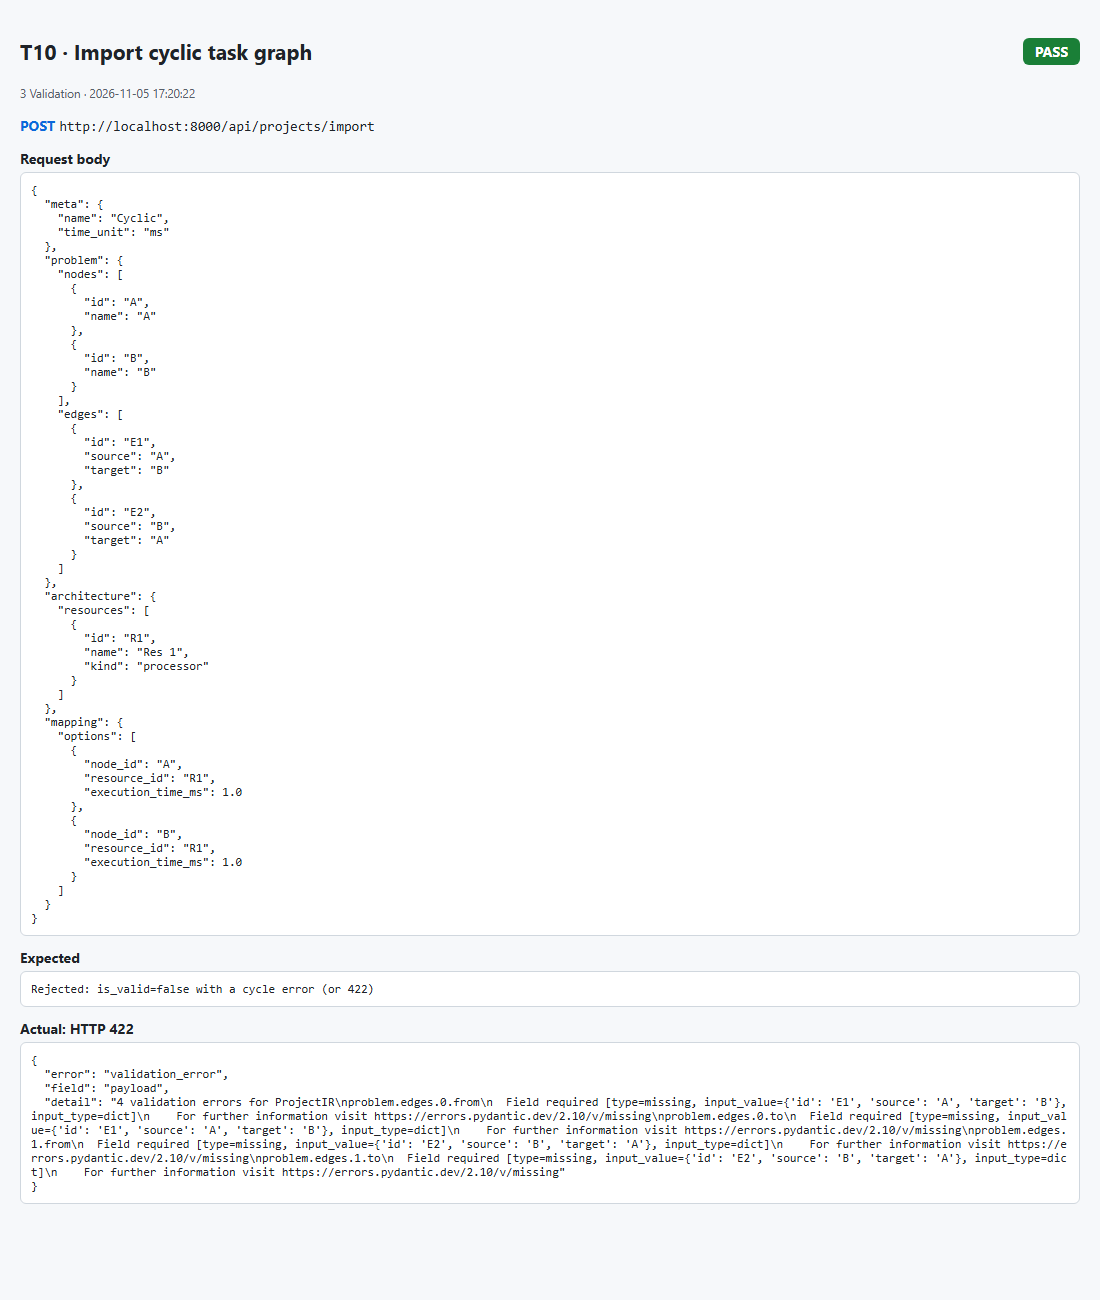 T10 · Import cyclic task graph
PASS
3 Validation · 2026-11-05 17:20:22
POST http://localhost:8000/api/projects/import
Request body
{
  "meta": {
    "name": "Cyclic",
    "time_unit": "ms"
  },
  "problem": {
    "nodes": [
      {
        "id": "A",
        "name": "A"
      },
      {
        "id": "B",
        "name": "B"
      }
    ],
    "edges": [
      {
        "id": "E1",
        "source": "A",
        "target": "B"
      },
      {
        "id": "E2",
        "source": "B",
        "target": "A"
      }
    ]
  },
  "architecture": {
    "resources": [
      {
        "id": "R1",
        "name": "Res 1",
        "kind": "processor"
      }
    ]
  },
  "mapping": {
    "options": [
      {
        "node_id": "A",
        "resource_id": "R1",
        "execution_time_ms": 1.0
      },
      {
        "node_id": "B",
        "resource_id": "R1",
        "execution_time_ms": 1.0
      }
    ]
  }
}
Expected
Rejected: is_valid=false with a cycle error (or 422)
Actual: HTTP 422
{
  "error": "validation_error",
  "field": "payload",
  "detail": "4 validation errors for ProjectIR\nproblem.edges.0.from\n  Field required [type=missing, input_value={'id': 'E1', 'source': 'A', 'target': 'B'},
input_type=dict]\n    For further information visit https://errors.pydantic.dev/2.10/v/missing\nproblem.edges.0.to\n  Field required [type=missing, input_val
ue={'id': 'E1', 'source': 'A', 'target': 'B'}, input_type=dict]\n    For further information visit https://errors.pydantic.dev/2.10/v/missing\nproblem.edges.
1.from\n  Field required [type=missing, input_value={'id': 'E2', 'source': 'B', 'target': 'A'}, input_type=dict]\n    For further information visit https://e
rrors.pydantic.dev/2.10/v/missing\nproblem.edges.1.to\n  Field required [type=missing, input_value={'id': 'E2', 'source': 'B', 'target': 'A'}, input_type=dic
t]\n    For further information visit https://errors.pydantic.dev/2.10/v/missing"
}